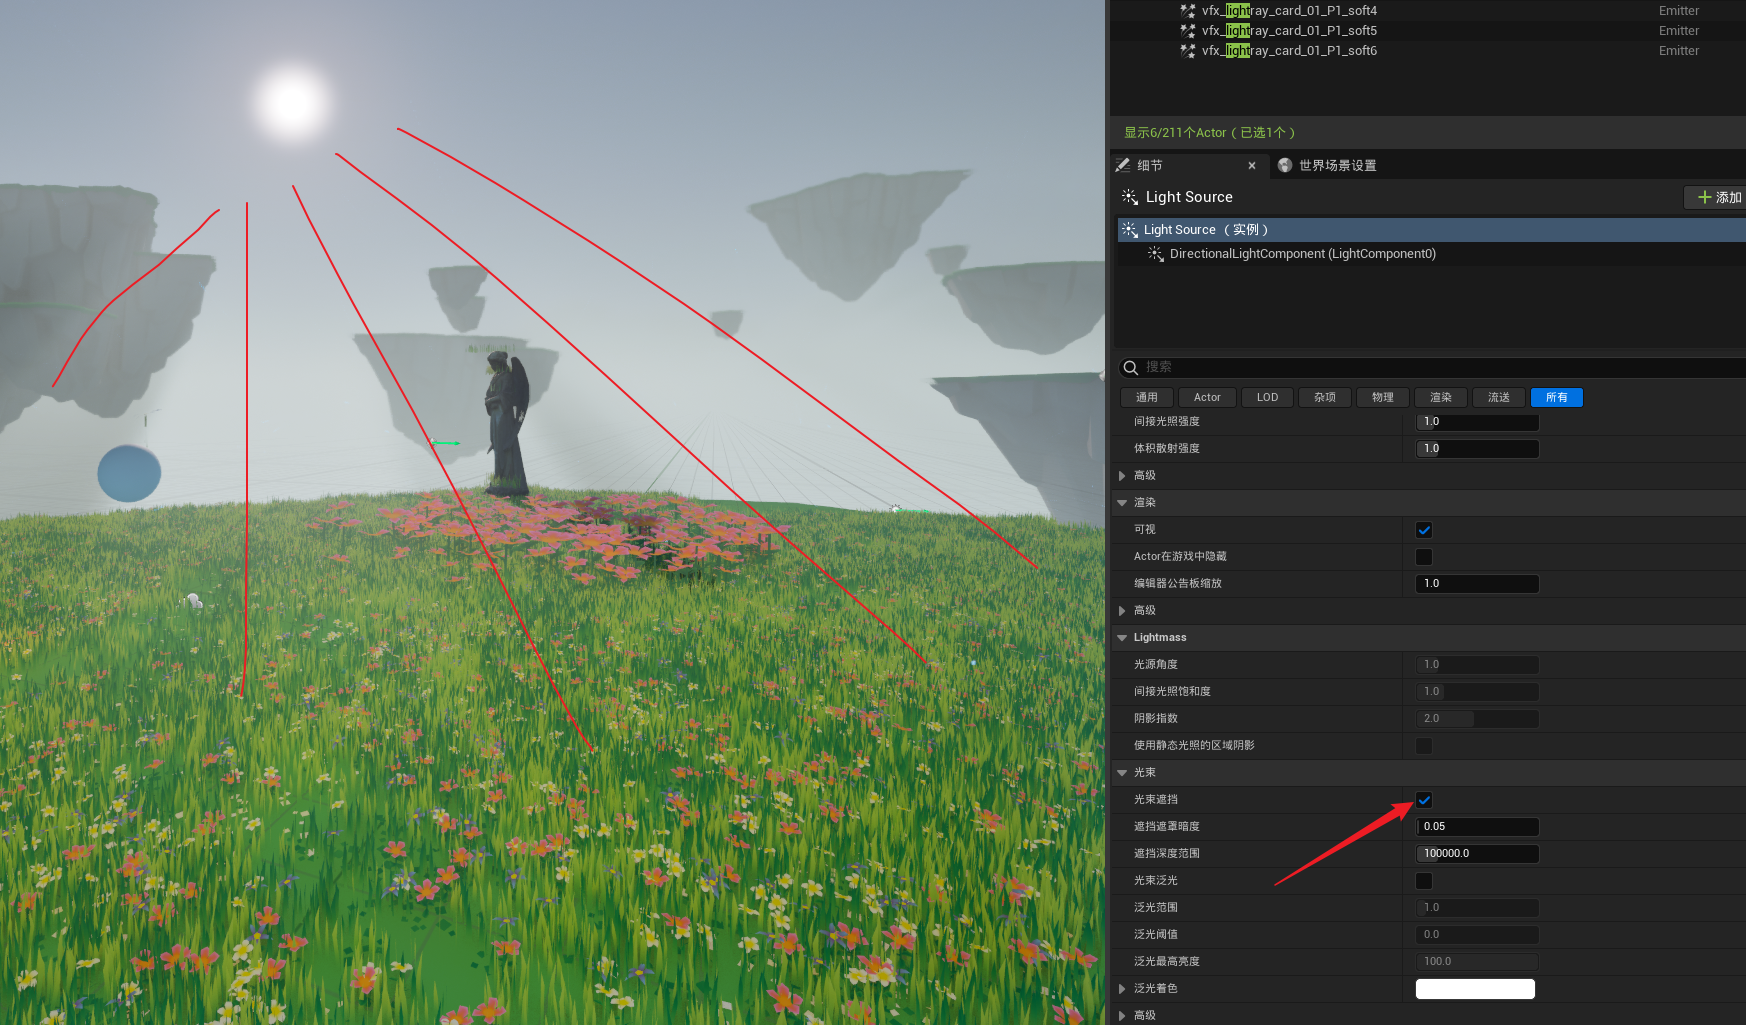 vfx_lightray_card_01_P1_soft4 Emitter
vfx_lightray_card_01_P1_soft5 Emitter
vfx_lightray_card_01_P1_soft6 Emitter
显示6/211个Actor（已选1个）
细节 × 世界场景设置
Light Source + 添加
Light Source （实例）
DirectionalLightComponent (LightComponent0)
搜索
通用 Actor LOD 杂项 物理 渲染 流送 所有
间接光照强度 1.0
体积散射强度 1.0
高级
渲染
可视
Actor在游戏中隐藏
编辑器公告板缩放 1.0
高级
Lightmass
光源角度 1.0
间接光照饱和度 1.0
阴影指数 2.0
使用静态光照的区域阴影
光束
光束遮挡
遮挡遮罩暗度 0.05
遮挡深度范围 100000.0
光束泛光
泛光范围 1.0
泛光阈值 0.0
泛光最高亮度 100.0
泛光着色
高级